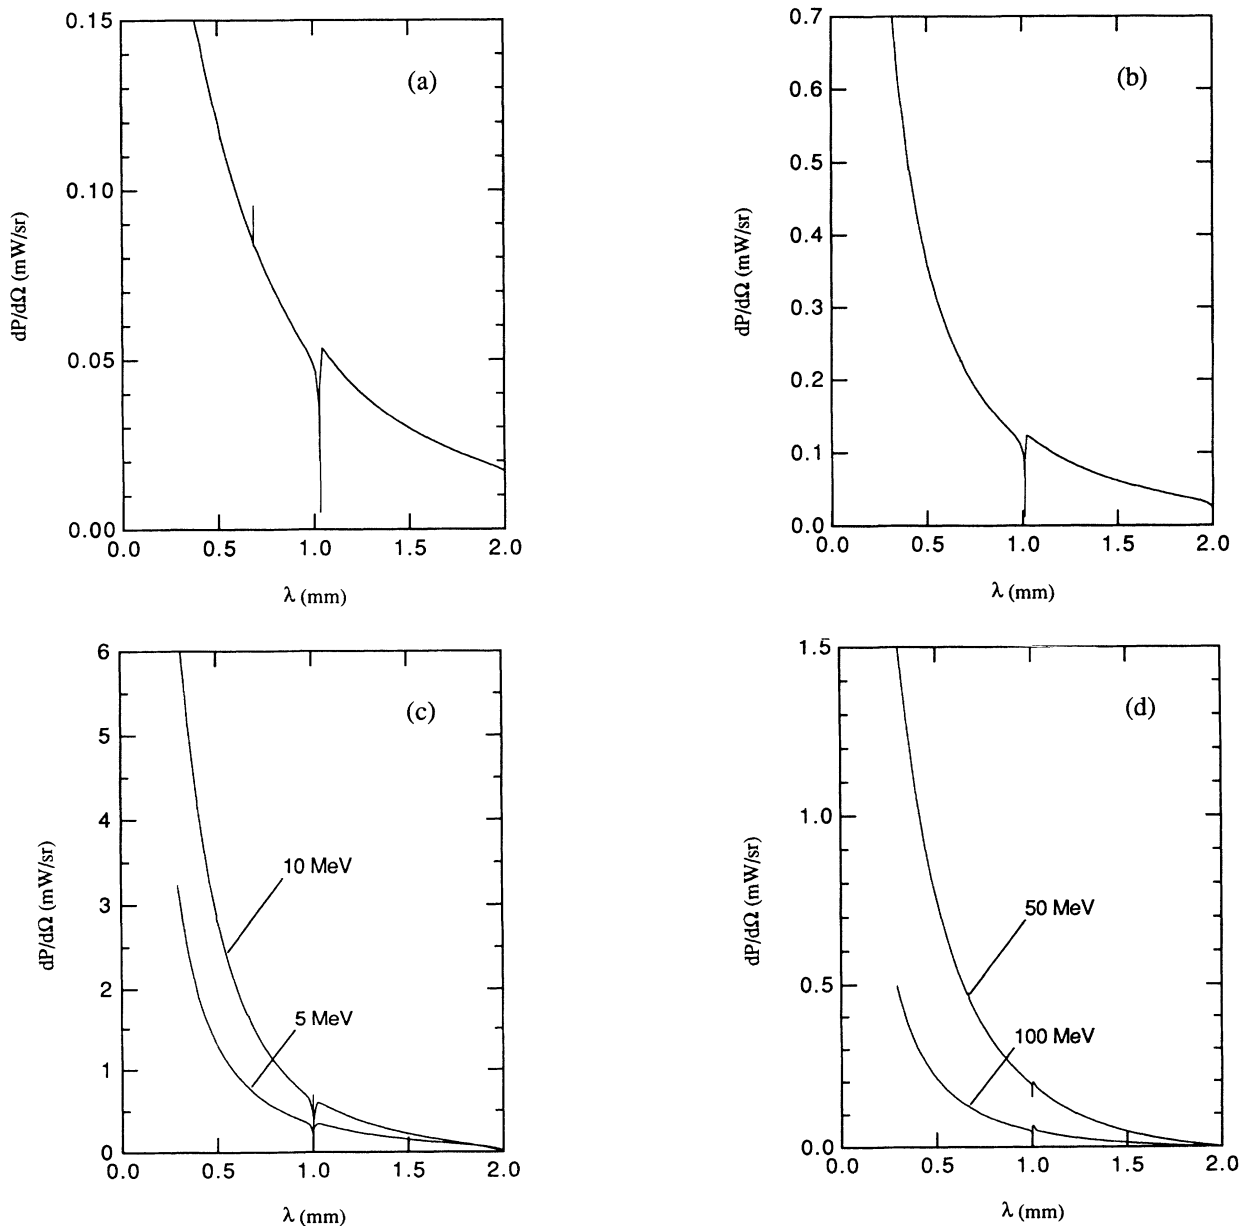 (a)
dP/dΩ (mW/sr)
0.15
0.10
0.05
0.00
0.0 0.5 1.0 1.5 2.0
λ (mm)
(b)
dP/dΩ (mW/sr)
0.7
0.6
0.5
0.4
0.3
0.2
0.1
0.0
0.0 0.5 1.0 1.5 2.0
λ (mm)
(c)
dP/dΩ (mW/sr)
6
5
4
3
2
1
0
10 MeV
5 MeV
0.0 0.5 1.0 1.5 2.0
λ (mm)
(d)
dP/dΩ (mW/sr)
1.5
1.0
0.5
0.0
50 MeV
100 MeV
0.0 0.5 1.0 1.5 2.0
λ (mm)